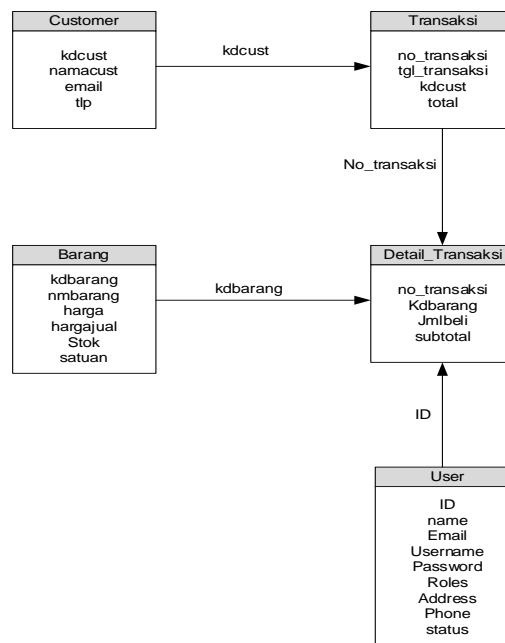 Customer
kdcust
namacust
email
tlp
kdcust
Transaksi
no_transaksi
tgl_transaksi
kdcust
total
No_transaksi
Barang
kdbarang
nmbarang
harga
hargajual
Stok
satuan
kdbarang
Detail_Transaksi
no_transaksi
Kdbarang
Jmlbeli
subtotal
ID
User
ID
name
Email
Username
Password
Roles
Address
Phone
status